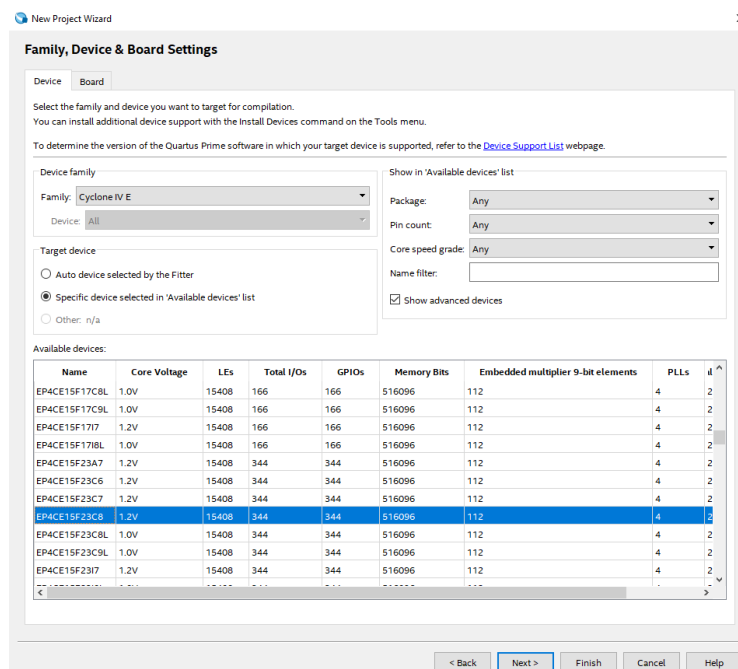 New Project Wizard
Family, Device & Board Settings
Device Board
Select the family and device you want to target for compilation.
You can install additional device support with the Install Devices command on the Tools menu.
To determine the version of the Quartus Prime software in which your target device is supported, refer to the Device Support List webpage.
Device family
Family: Cyclone IV E
Device: All
Target device
Auto device selected by the Fitter
Specific device selected in 'Available devices' list
Other: n/a
Show in 'Available devices' list
Package: Any
Pin count: Any
Core speed grade: Any
Name filter:
Show advanced devices
Available devices:
Name Core Voltage LEs Total I/Os GPIOs Memory Bits Embedded multiplier 9-bit elements PLLs
EP4CE15F17C8L 1.0V 15408 166 166 516096 112 4 2
EP4CE15F17C9L 1.0V 15408 166 166 516096 112 4 2
EP4CE15F17I7 1.2V 15408 166 166 516096 112 4 2
EP4CE15F17I8L 1.0V 15408 166 166 516096 112 4 2
EP4CE15F23A7 1.2V 15408 344 344 516096 112 4 2
EP4CE15F23C6 1.2V 15408 344 344 516096 112 4 2
EP4CE15F23C7 1.2V 15408 344 344 516096 112 4 2
EP4CE15F23C8 1.2V 15408 344 344 516096 112 4 2
EP4CE15F23C8L 1.0V 15408 344 344 516096 112 4 2
EP4CE15F23C9L 1.0V 15408 344 344 516096 112 4 2
EP4CE15F23I7 1.2V 15408 344 344 516096 112 4 2
< Back Next > Finish Cancel Help